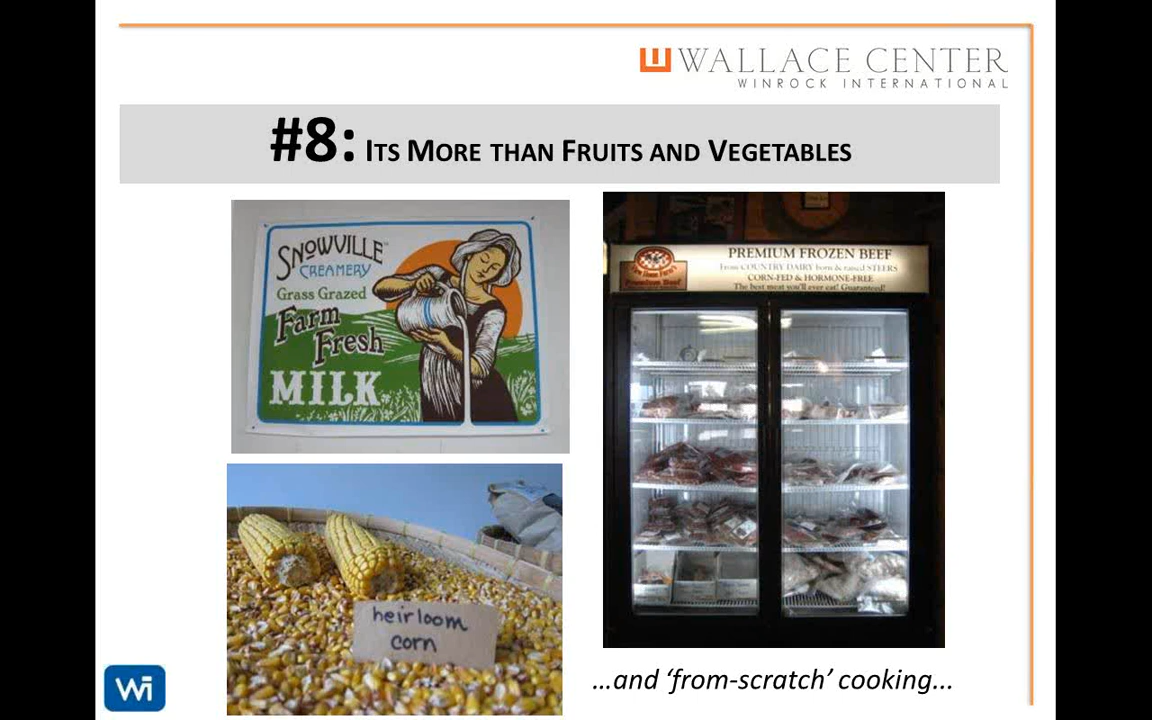 WALLACE CENTER
WINROCK INTERNATIONAL
#8: ITS MORE THAN FRUITS AND VEGETABLES
SNOWVILLE
CREAMERY
Grass Grazed
Farm
Fresh
MILK
PREMIUM FROZEN BEEF
From COUNTRY DAIRY born & raised STEERS
CORN-FED & HORMONE-FREE
The best meat you'll ever eat! Guaranteed!
Premium Beef
heirloom
corn
...and ‘from-scratch’ cooking...
Wi